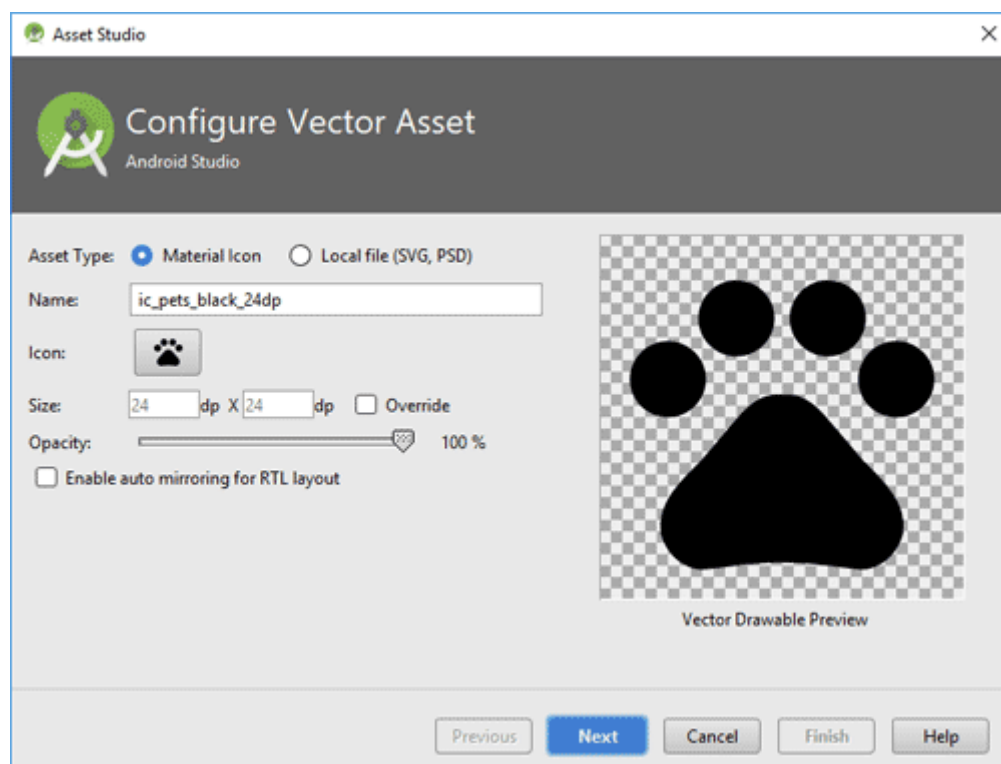 Asset Studio
Configure Vector Asset
Android Studio
Asset Type: Material Icon Local file (SVG, PSD)
Name: ic_pets_black_24dp
Icon:
Size: 24 dp X 24 dp Override
Opacity: 100 %
Enable auto mirroring for RTL layout
Vector Drawable Preview
Previous Next Cancel Finish Help